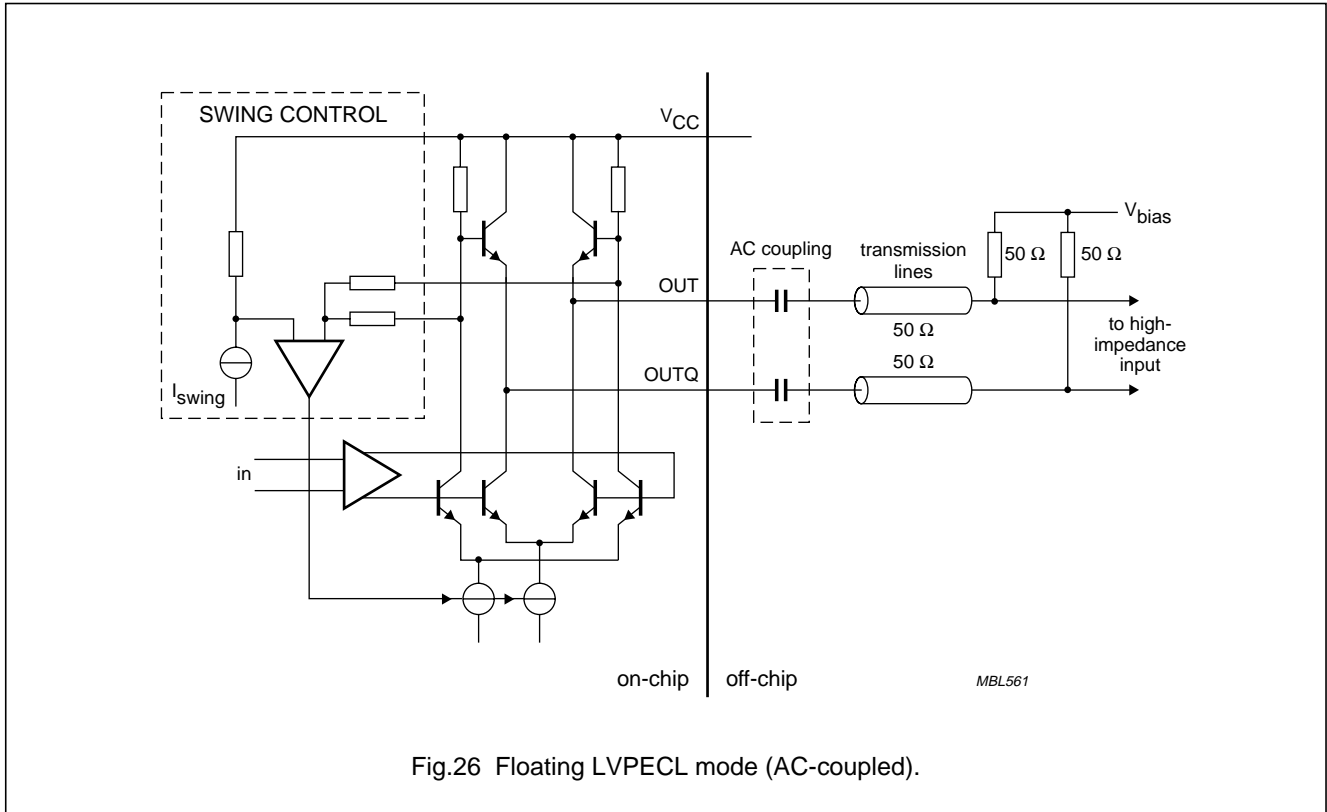 SWING CONTROL
V_CC
V_bias
AC coupling
transmission
lines
50 Ω
50 Ω
OUT
50 Ω
to high-
impedance
input
50 Ω
OUTQ
I_swing
in
on-chip
off-chip
MBL561
Fig.26 Floating LVPECL mode (AC-coupled).